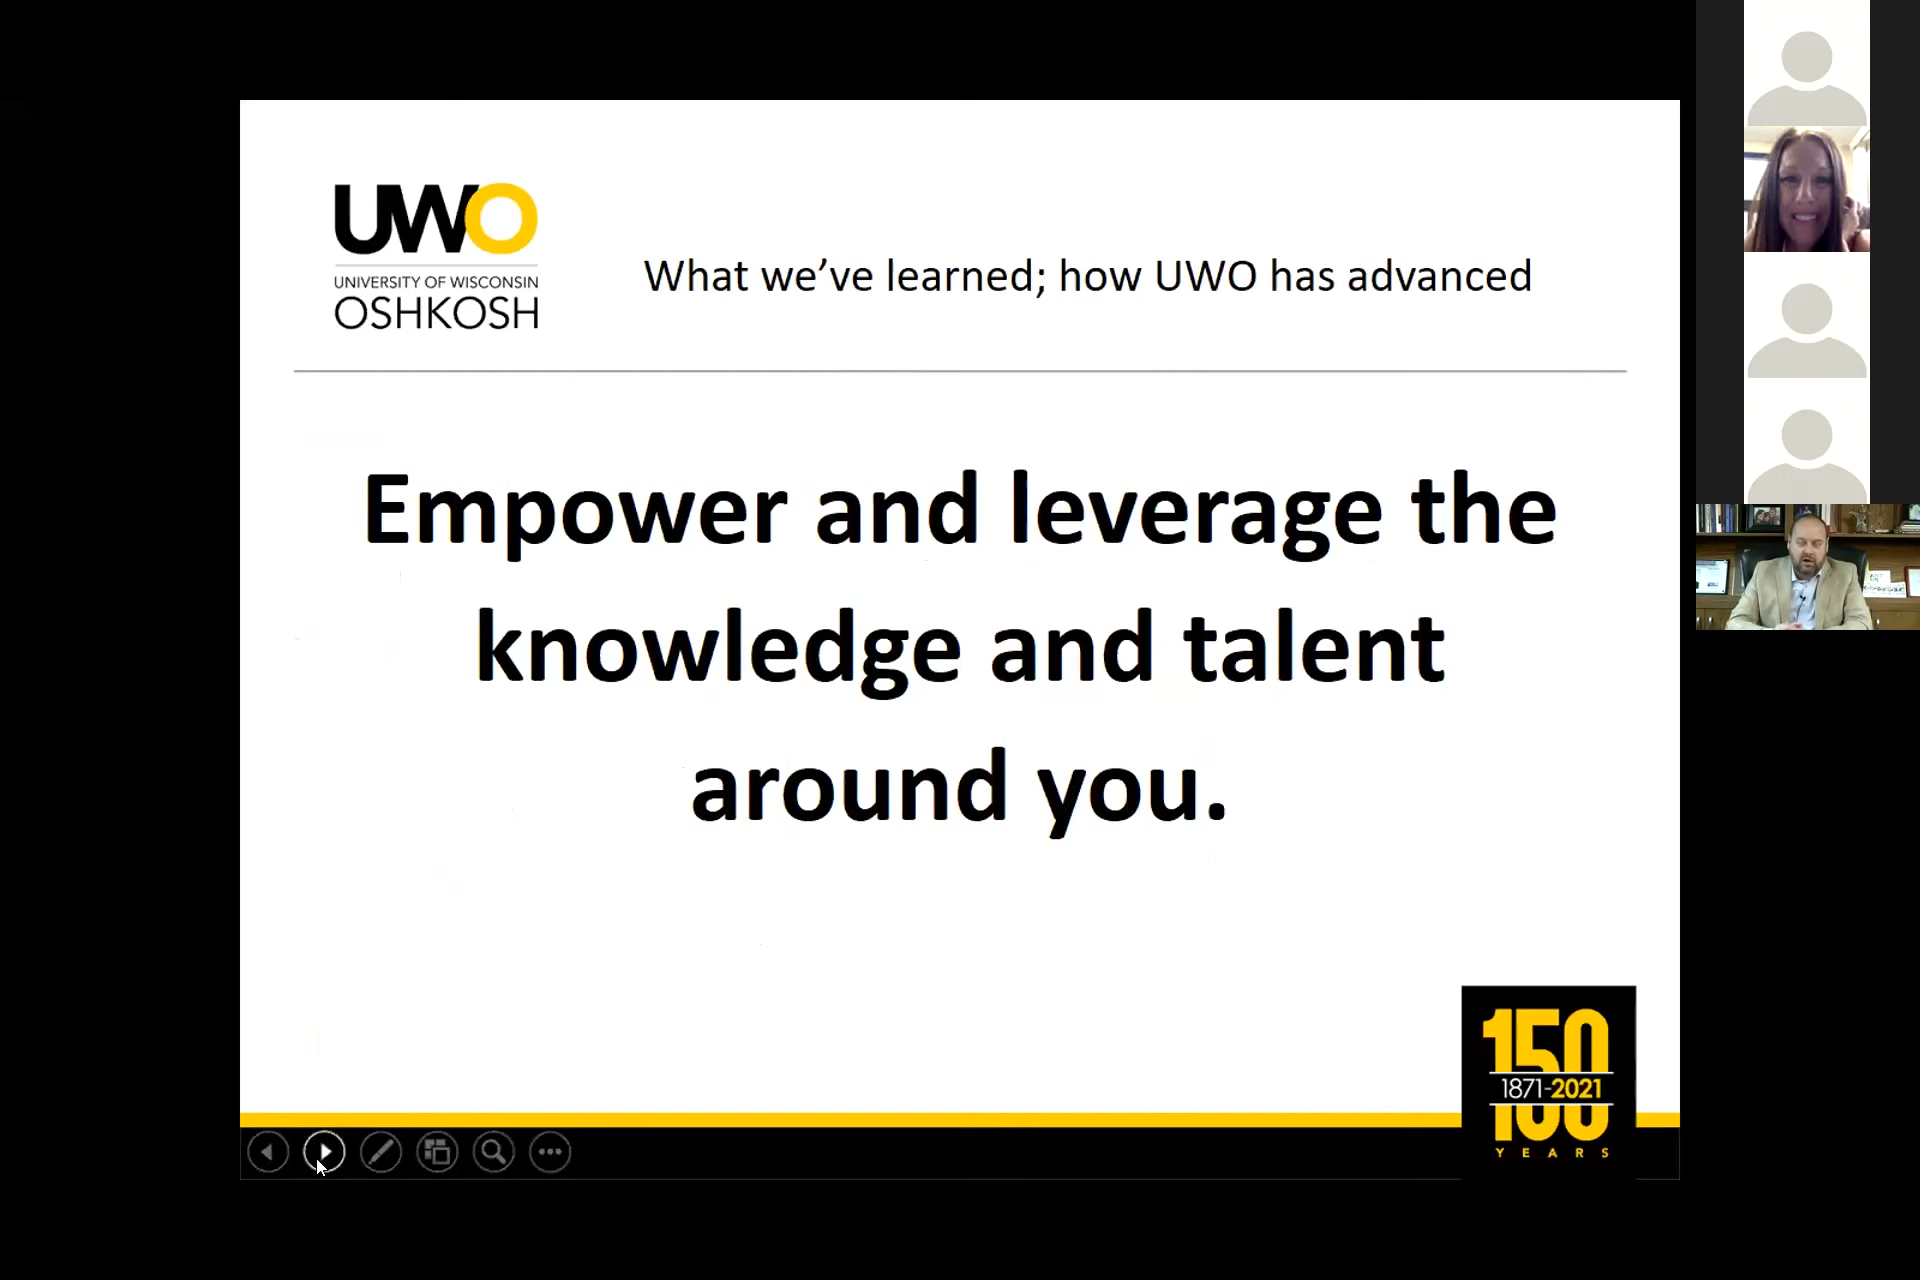 UWO
UNIVERSITY OF WISCONSIN
OSHKOSH
What we’ve learned; how UWO has advanced
Empower and leverage the
knowledge and talent
around you.
150
1871-2021
YEARS